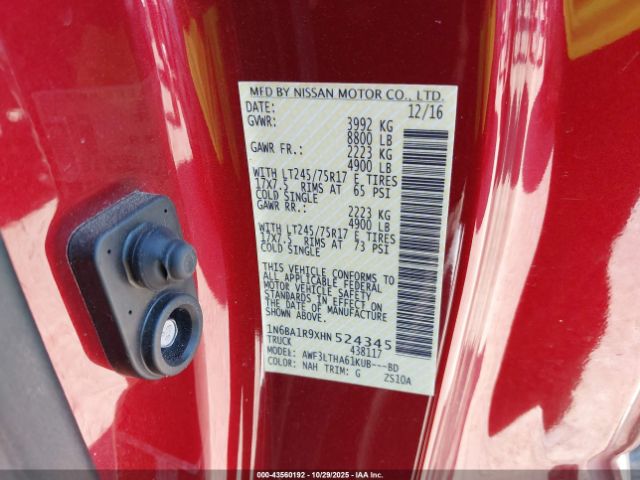 MFD BY NISSAN MOTOR CO., LTD.
DATE: 12/16
GVWR: 3992 KG
8800 LB
GAWR FR.: 2223 KG
4900 LB
WITH LT245/75R17 E TIRES
17X7.5 RIMS AT 65 PSI
COLD SINGLE
GAWR RR.: 2223 KG
4900 LB
WITH LT245/75R17 E TIRES
17X7.5 RIMS AT 73 PSI
COLD SINGLE
THIS VEHICLE CONFORMS TO
ALL APPLICABLE FEDERAL
MOTOR VEHICLE SAFETY
STANDARDS IN EFFECT ON
THE DATE OF MANUFACTURE
SHOWN ABOVE.
1N6BA1R9XHN 524345
TRUCK 438117
MODEL: AWF3LTHA61KUB---BD
COLOR: NAH TRIM: G ZS10A
000-43560192 - 10/29/2025 - IAA Inc.